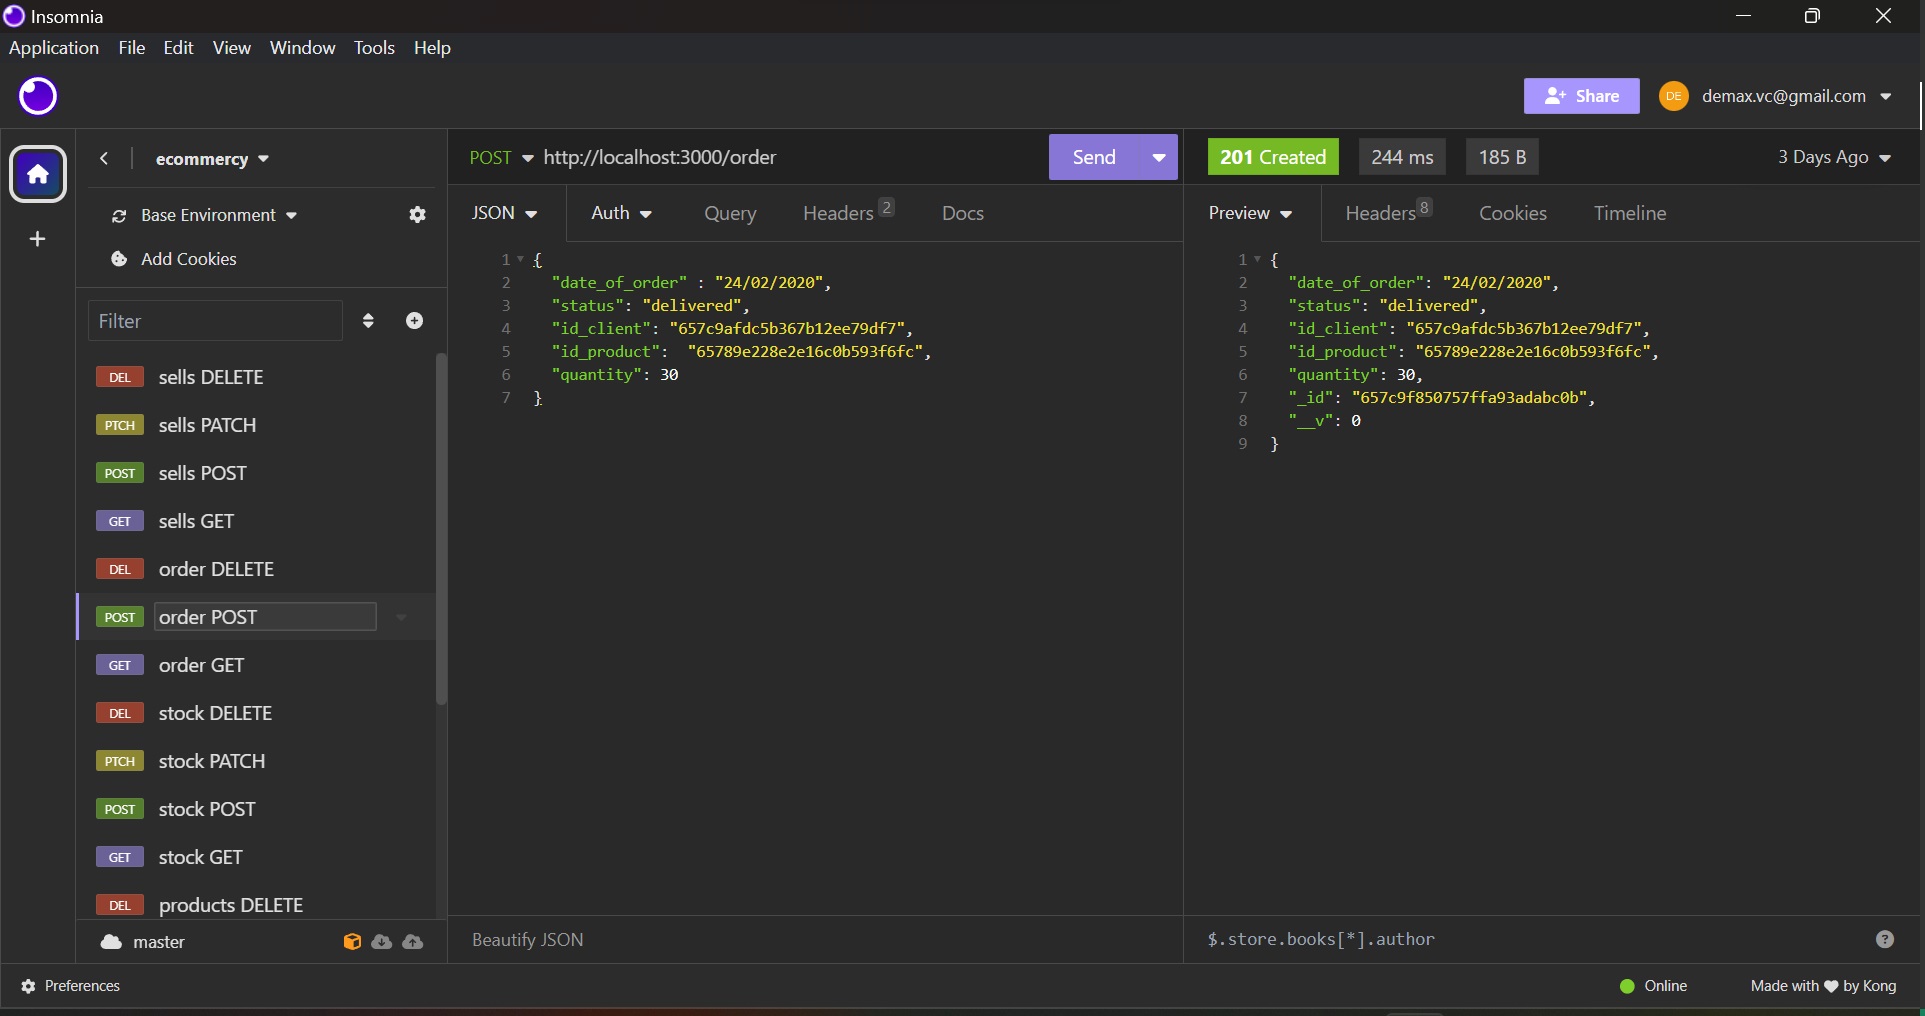 Insomnia
Application File Edit View Window Tools Help
Share DE demax.vc@gmail.com
ecommercy
Base Environment
Add Cookies
Filter
DEL sells DELETE
PTCH sells PATCH
POST sells POST
GET sells GET
DEL order DELETE
POST order POST
GET order GET
DEL stock DELETE
PTCH stock PATCH
POST stock POST
GET stock GET
DEL products DELETE
master
POST http://localhost:3000/order Send
JSON Auth Query Headers 2 Docs
1 {
2 "date_of_order" : "24/02/2020",
3 "status": "delivered",
4 "id_client": "657c9afdc5b367b12ee79df7",
5 "id_product":  "65789e228e2e16c0b593f6fc",
6 "quantity": 30
7 }
Beautify JSON
201 Created 244 ms 185 B 3 Days Ago
Preview Headers 8 Cookies Timeline
1 {
2 "date_of_order": "24/02/2020",
3 "status": "delivered",
4 "id_client": "657c9afdc5b367b12ee79df7",
5 "id_product": "65789e228e2e16c0b593f6fc",
6 "quantity": 30,
7 "_id": "657c9f850757ffa93adabc0b",
8 "__v": 0
9 }
$.store.books[*].author ?
Preferences Online Made with ♥ by Kong